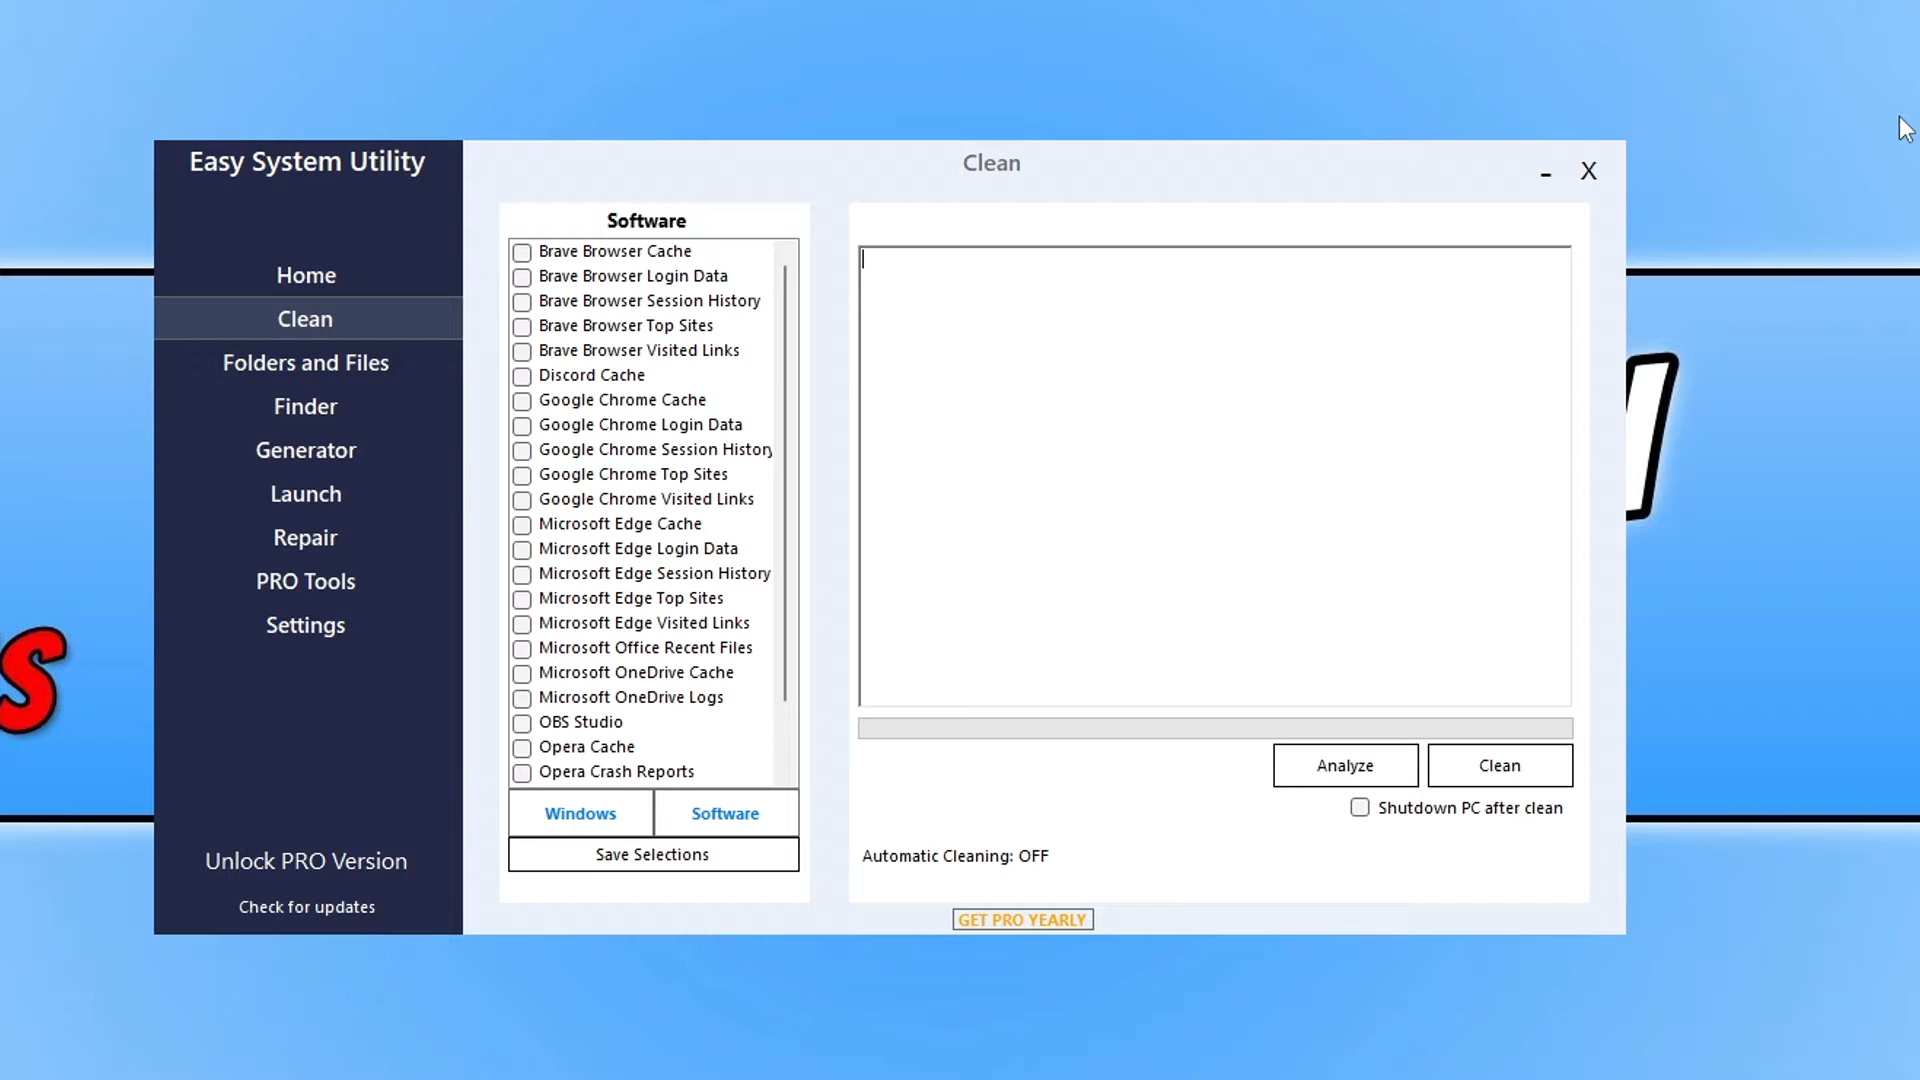 Easy System Utility
Clean
-
X
Home
Clean
Folders and Files
Finder
Generator
Launch
Repair
PRO Tools
Settings
Unlock PRO Version
Check for updates
Software
Brave Browser Cache
Brave Browser Login Data
Brave Browser Session History
Brave Browser Top Sites
Brave Browser Visited Links
Discord Cache
Google Chrome Cache
Google Chrome Login Data
Google Chrome Session History
Google Chrome Top Sites
Google Chrome Visited Links
Microsoft Edge Cache
Microsoft Edge Login Data
Microsoft Edge Session History
Microsoft Edge Top Sites
Microsoft Edge Visited Links
Microsoft Office Recent Files
Microsoft OneDrive Cache
Microsoft OneDrive Logs
OBS Studio
Opera Cache
Opera Crash Reports
Windows
Software
Save Selections
Analyze
Clean
Shutdown PC after clean
Automatic Cleaning: OFF
GET PRO YEARLY